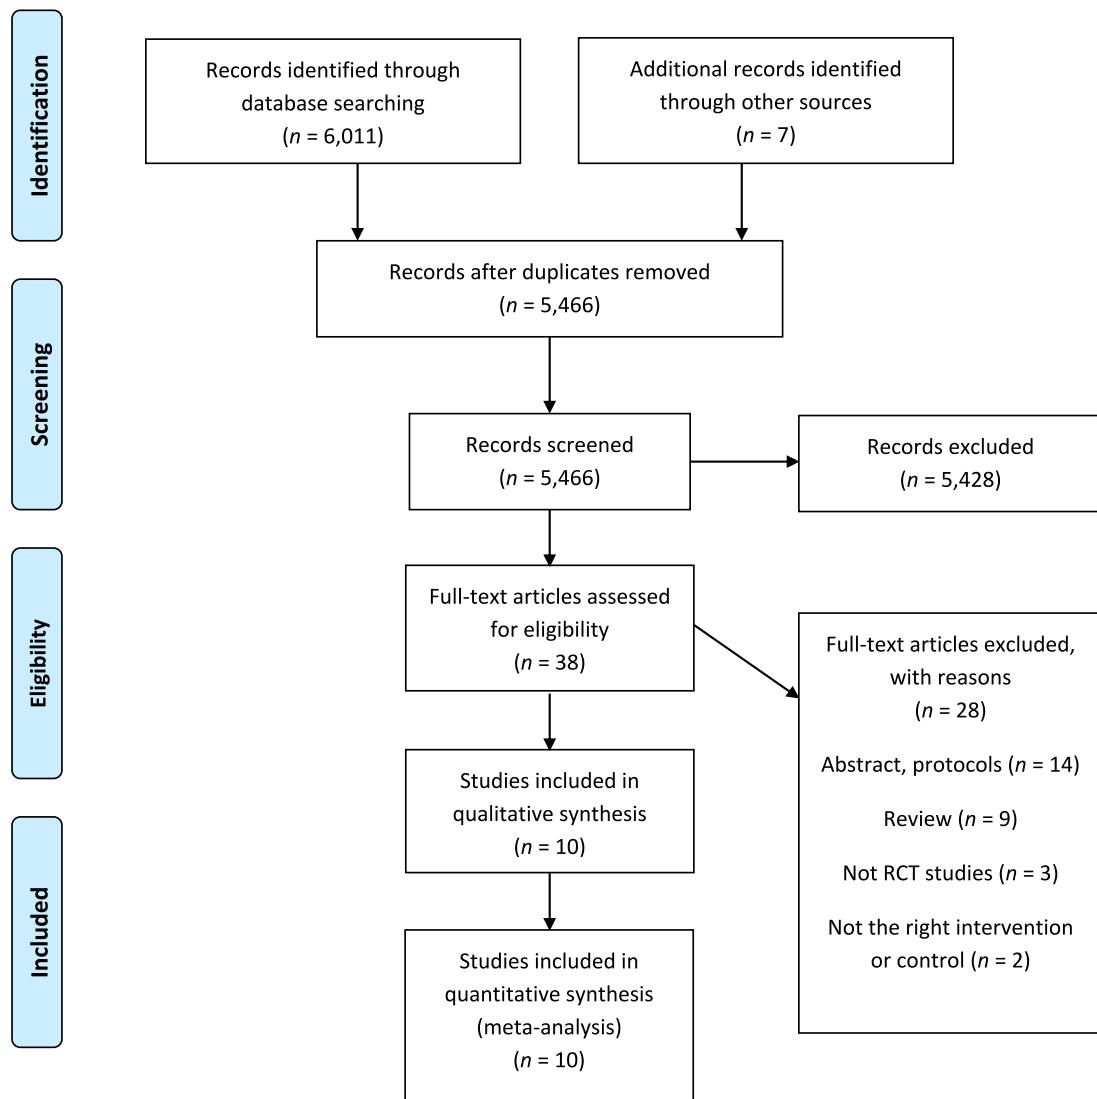 Identification
Records identified through
database searching
(n = 6,011)
Additional records identified
through other sources
(n = 7)
Records after duplicates removed
(n = 5,466)
Screening
Records screened
(n = 5,466)
Records excluded
(n = 5,428)
Eligibility
Full-text articles assessed
for eligibility
(n = 38)
Full-text articles excluded,
with reasons
(n = 28)
Abstract, protocols (n = 14)
Review (n = 9)
Not RCT studies (n = 3)
Not the right intervention
or control (n = 2)
Studies included in
qualitative synthesis
(n = 10)
Included
Studies included in
quantitative synthesis
(meta-analysis)
(n = 10)